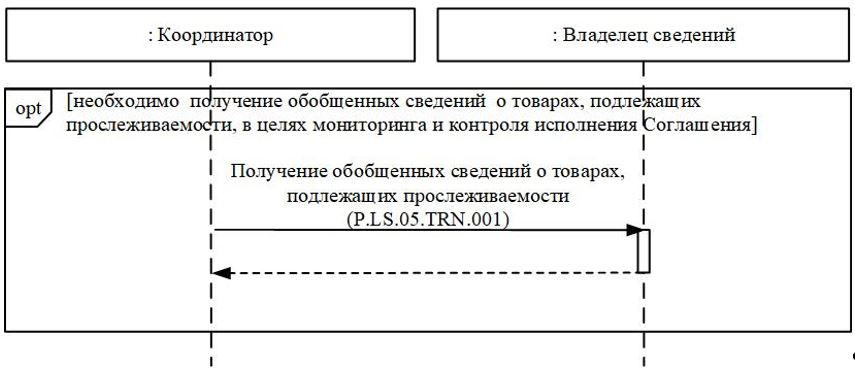 : Координатор
: Владелец сведений
opt
[необходимо получение обобщенных сведений о товарах, подлежащих
прослеживаемости, в целях мониторинга и контроля исполнения Соглашения]
Получение обобщенных сведений о товарах,
подлежащих прослеживаемости
(P.LS.05.TRN.001)